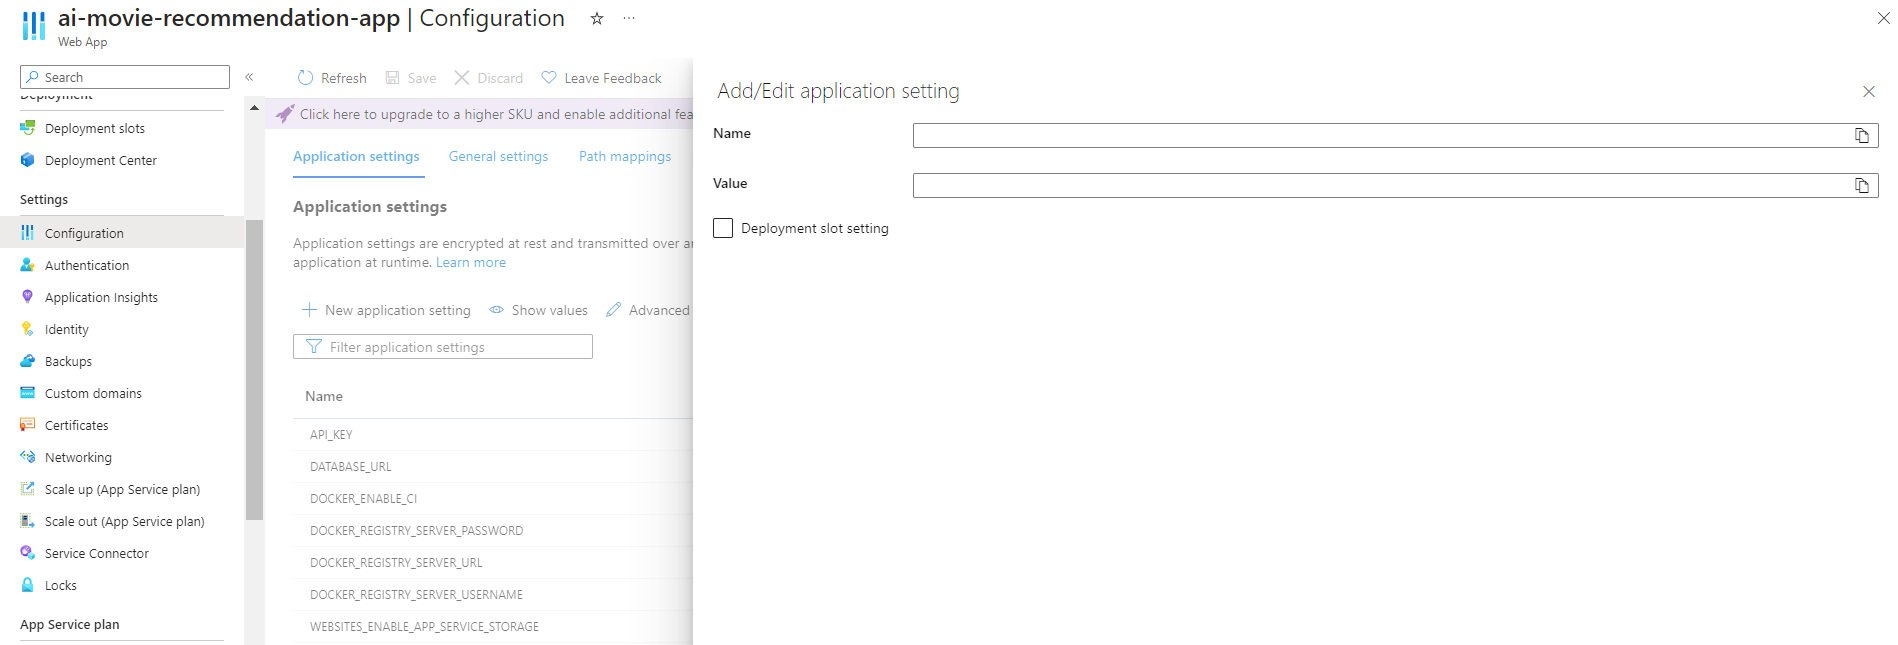 ai-movie-recommendation-app | Configuration
Web App
Search
Deployment
Deployment slots
Deployment Center
Settings
Configuration
Authentication
Application Insights
Identity
Backups
Custom domains
Certificates
Networking
Scale up (App Service plan)
Scale out (App Service plan)
Service Connector
Locks
App Service plan
Refresh
Save
Discard
Leave Feedback
Click here to upgrade to a higher SKU and enable additional fea
Application settings
General settings
Path mappings
Application settings
Application settings are encrypted at rest and transmitted over
application at runtime. Learn more
New application setting
Show values
Advanced
Filter application settings
Name
API_KEY
DATABASE_URL
DOCKER_ENABLE_CI
DOCKER_REGISTRY_SERVER_PASSWORD
DOCKER_REGISTRY_SERVER_URL
DOCKER_REGISTRY_SERVER_USERNAME
WEBSITES_ENABLE_APP_SERVICE_STORAGE
Add/Edit application setting
Name
Value
Deployment slot setting